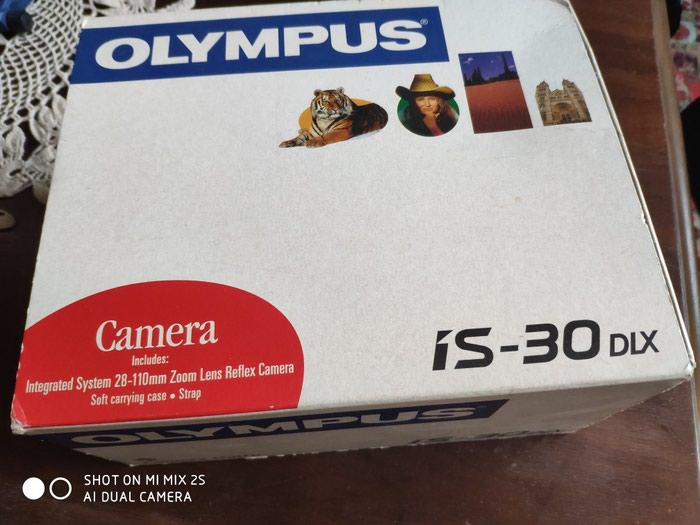 OLYMPUS®
Camera
Includes:
Integrated System 28-110mm Zoom Lens Reflex Camera
Soft carrying case • Strap
iS-30 DLX
OLYMPUS
SHOT ON MI MIX 2S
AI DUAL CAMERA